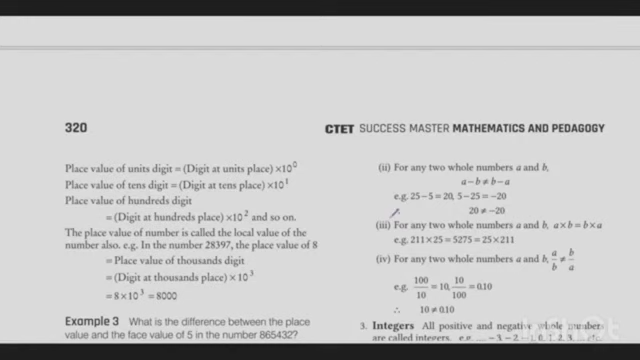 320
CTET SUCCESS MASTER MATHEMATICS AND PEDAGOGY
Place value of units digit = (Digit at units place) ×10⁰
Place value of tens digit = (Digit at tens place) ×10¹
Place value of hundreds digit
= (Digit at hundreds place) ×10² and so on.
The place value of number is called the local value of the
number also. e.g. In the number 28397, the place value of 8
= Place value of thousands digit
= (Digit at thousands place) × 10³
= 8 × 10³ = 8000
Example 3 What is the difference between the place
value and the face value of 5 in the number 865432?
(ii) For any two whole numbers a and b,
a – b ≠ b – a
e.g. 25 – 5 = 20, 5 – 25 = –20
20 ≠ –20
(iii) For any two whole numbers a and b, a × b = b × a
e.g. 211 × 25 = 5275 = 25 × 211
(iv) For any two whole numbers a and b, a/b ≠ b/a
e.g. 100/10 = 10, 10/100 = 0.10
∴ 10 ≠ 0.10
3. Integers All positive and negative whole numbers
are called integers. e.g. ... –3, –2, –1, 0, 1, 2, 3